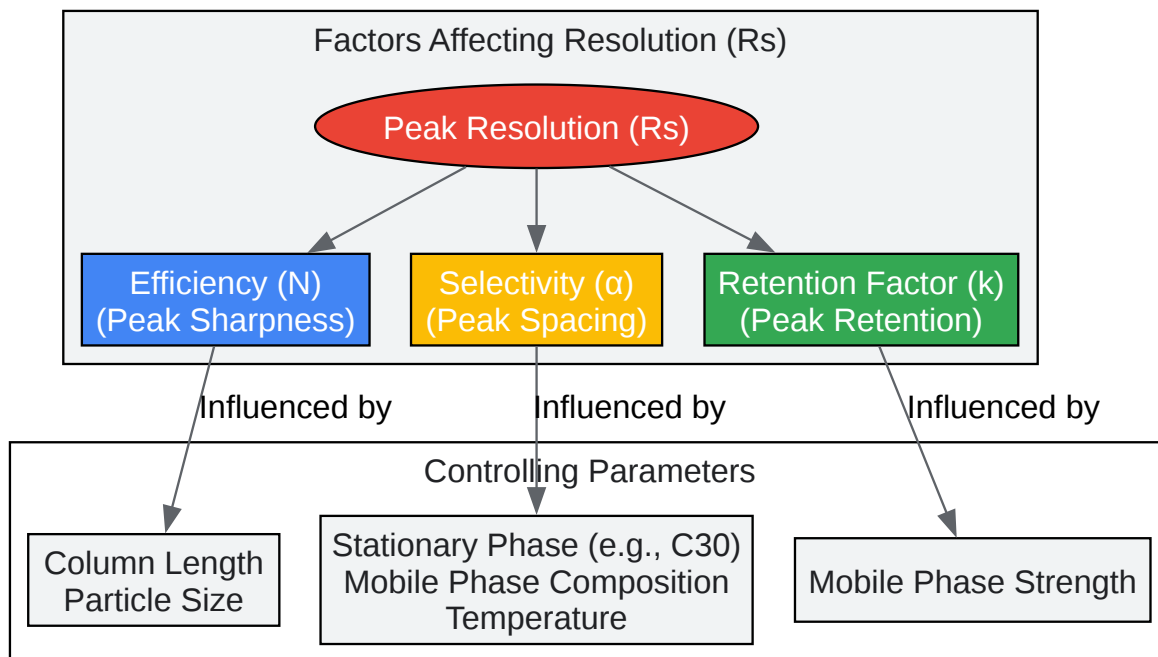 Factors Affecting Resolution (Rs)
Peak Resolution (Rs)
Efficiency (N)
(Peak Sharpness)
Selectivity (α)
(Peak Spacing)
Retention Factor (k)
(Peak Retention)
Influenced by
Influenced by
Influenced by
Controlling Parameters
Column Length
Particle Size
Stationary Phase (e.g., C30)
Mobile Phase Composition
Temperature
Mobile Phase Strength